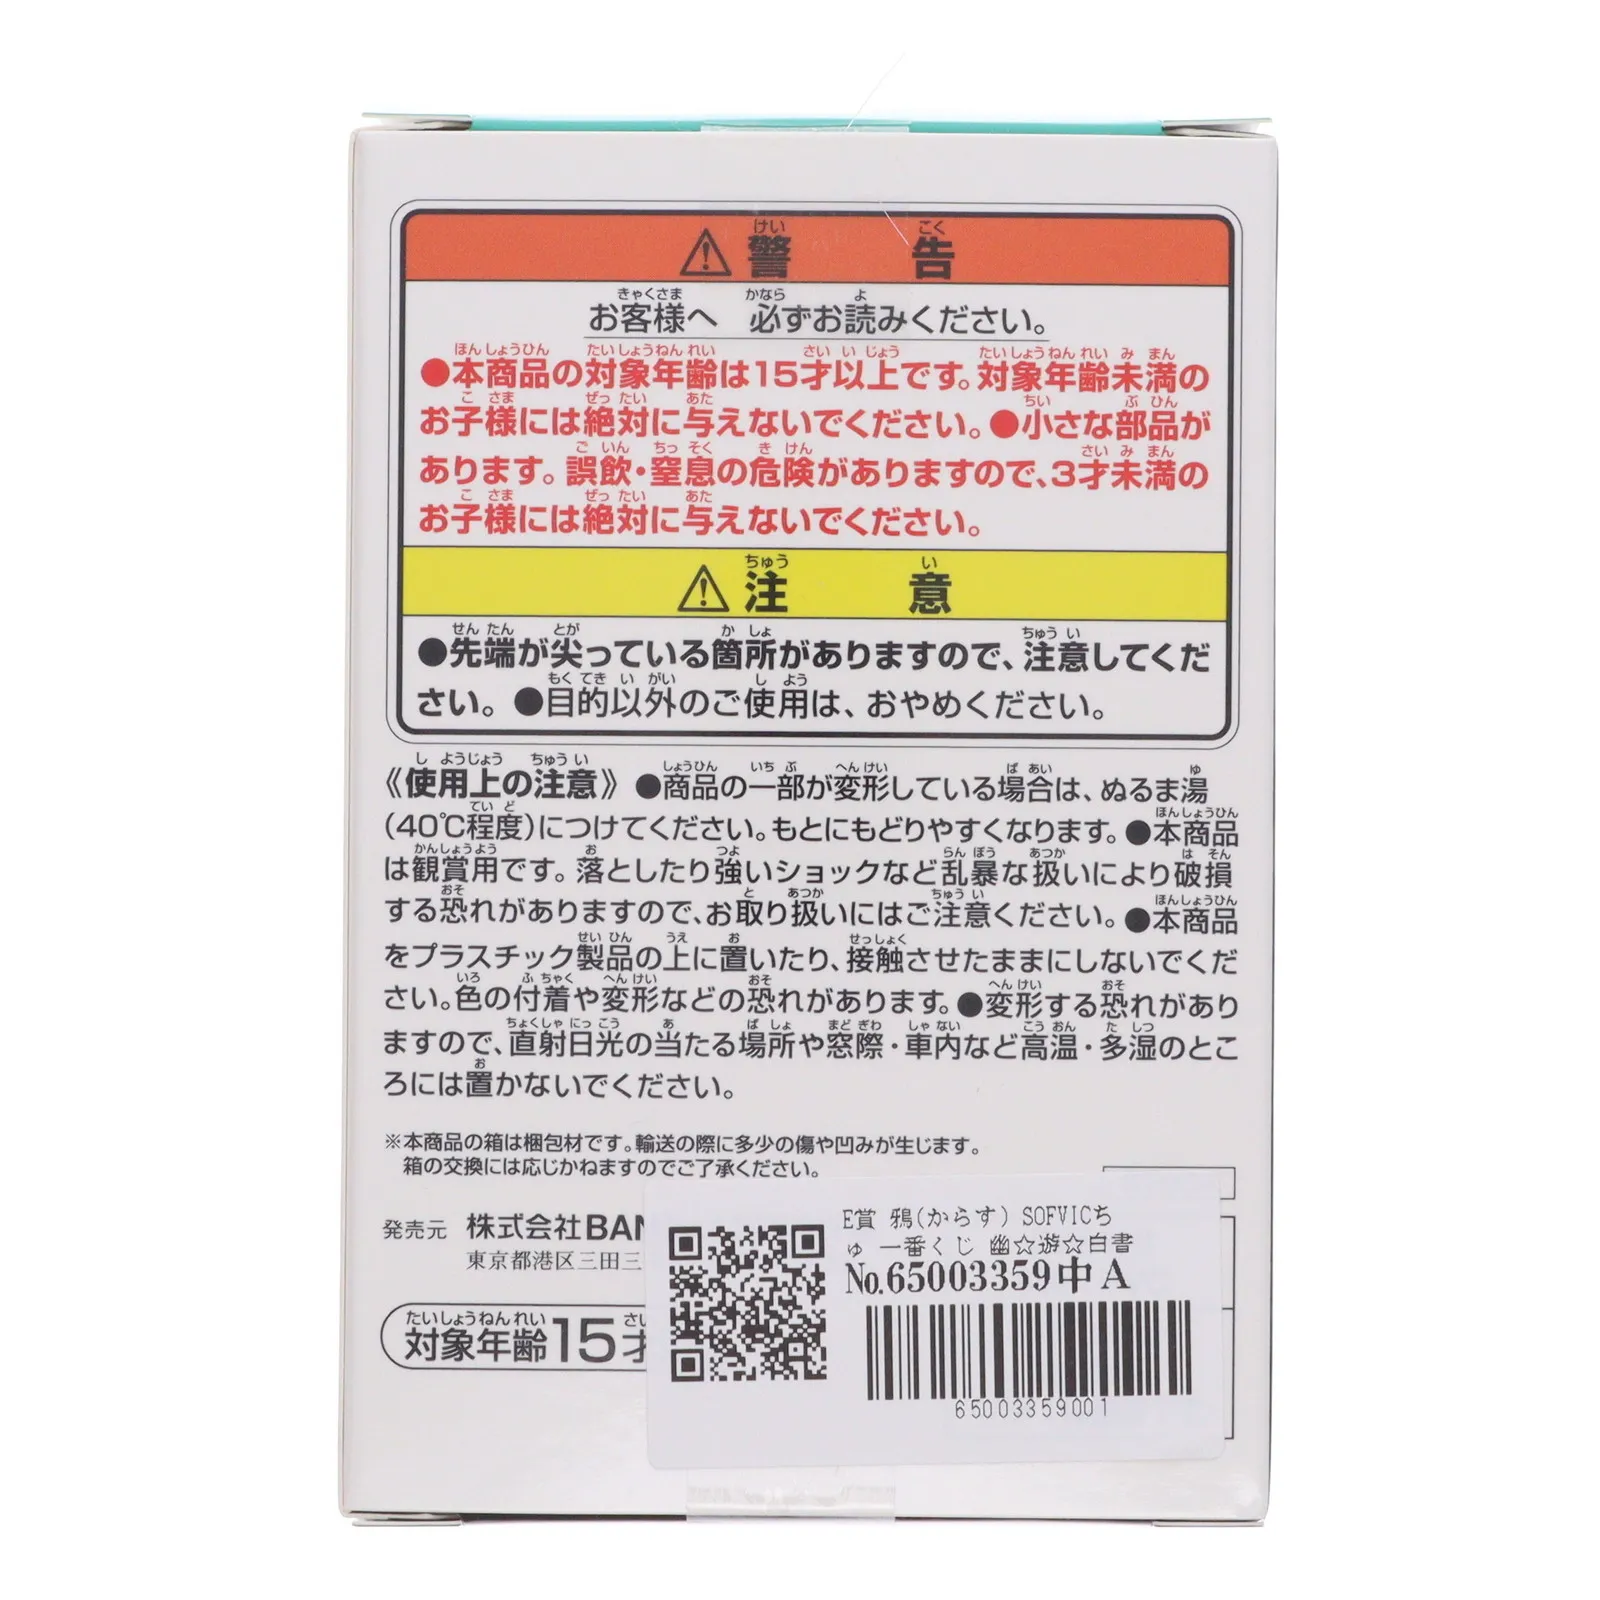 警告
お客様へ 必ずお読みください。
●本商品の対象年齢は15才以上です。対象年齢未満の
お子様には絶対に与えないでください。●小さな部品が
あります。誤飲・窒息の危険がありますので、3才未満の
お子様には絶対に与えないでください。
注意
●先端が尖っている箇所がありますので、注意してくだ
さい。●目的以外のご使用は、おやめください。
《使用上の注意》●商品の一部が変形している場合は、ぬるま湯
(40℃程度)につけてください。もとにもどりやすくなります。●本商品
は観賞用です。落としたり強いショックなど乱暴な扱いにより破損
する恐れがありますので、お取り扱いにはご注意ください。●本商品
をプラスチック製品の上に置いたり、接触させたままにしないでくだ
さい。色の付着や変形などの恐れがあります。●変形する恐れがあり
ますので、直射日光の当たる場所や窓際・車内など高温・多湿のとこ
ろには置かないでください。
※本商品の箱は梱包材です。輸送の際に多少の傷や凹みが生じます。
箱の交換には応じかねますのでご了承ください。
発売元 株式会社BAN
東京都港区三田三
対象年齢15才
E賞 鴉(からす) SOFVICち
ゅ 一番くじ 幽☆遊☆白書
No.65003359中A
65003359001